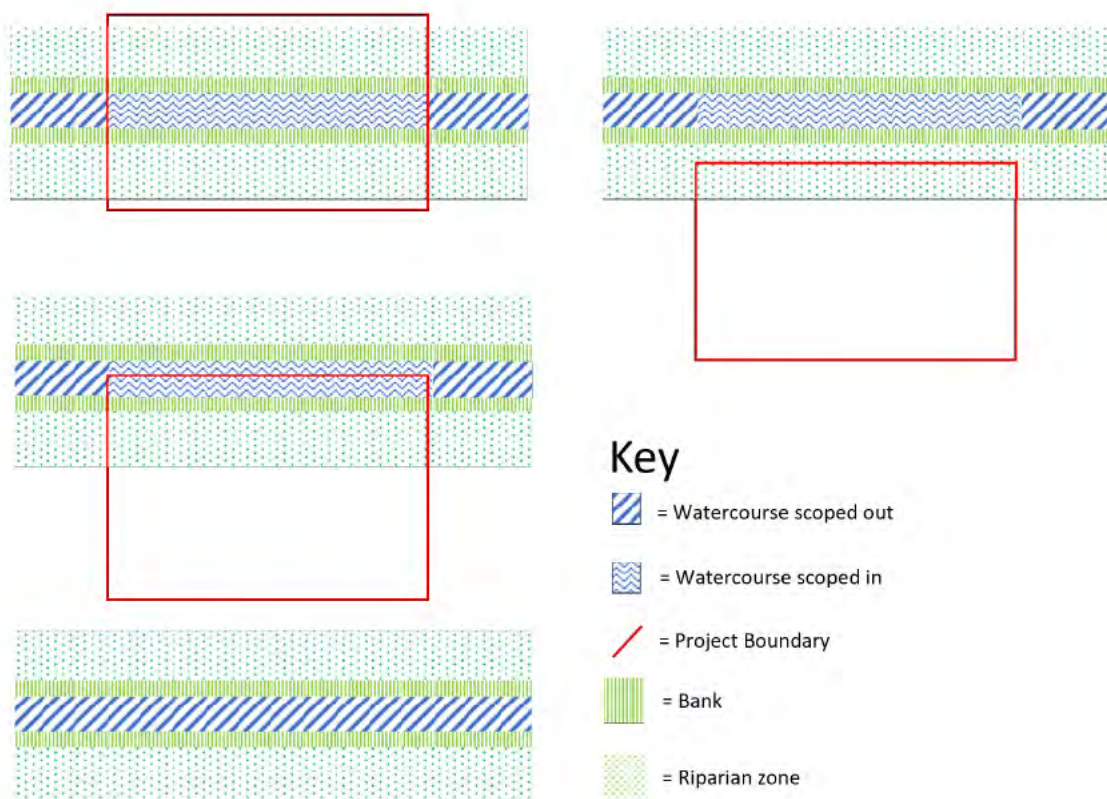 Key
= Watercourse scoped out
= Watercourse scoped in
= Project Boundary
= Bank
= Riparian zone